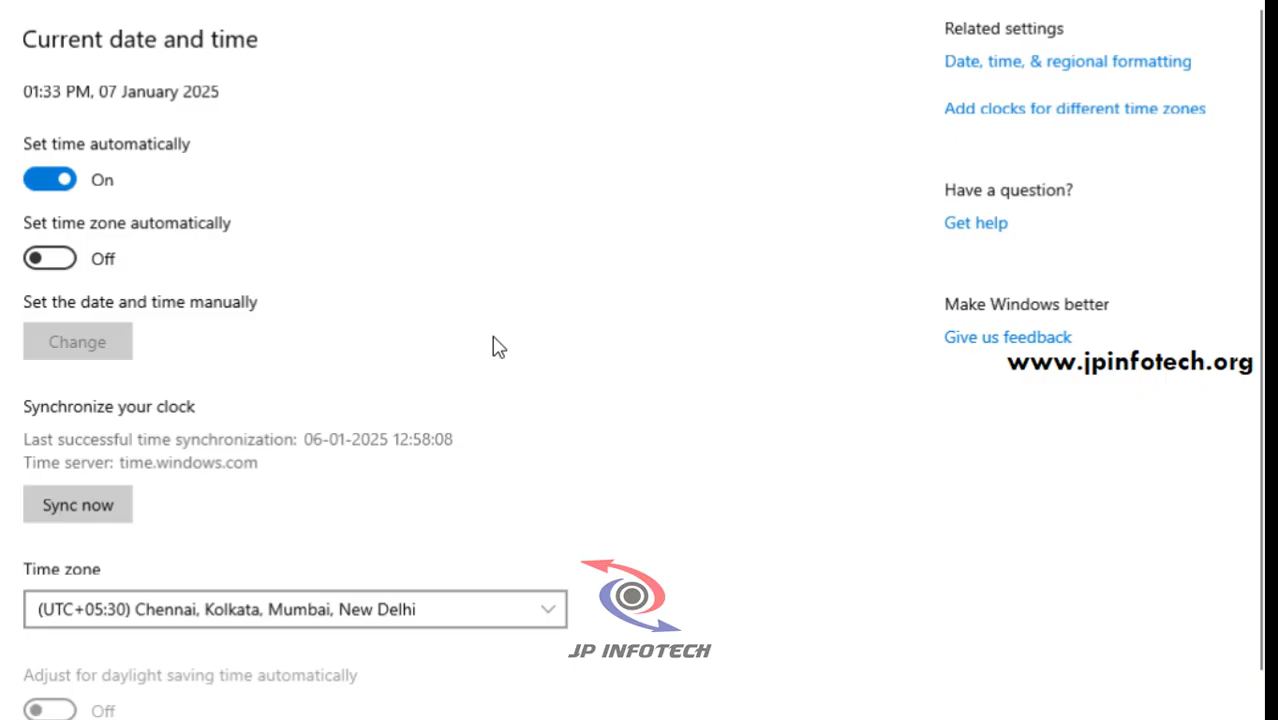 Current date and time
01:33 PM, 07 January 2025
Set time automatically
On
Set time zone automatically
Off
Set the date and time manually
Change
Synchronize your clock
Last successful time synchronization: 06-01-2025 12:58:08
Time server: time.windows.com
Sync now
Time zone
(UTC+05:30) Chennai, Kolkata, Mumbai, New Delhi
Adjust for daylight saving time automatically
Off
Related settings
Date, time, & regional formatting
Add clocks for different time zones
Have a question?
Get help
Make Windows better
Give us feedback
www.jpinfotech.org
JP INFOTECH